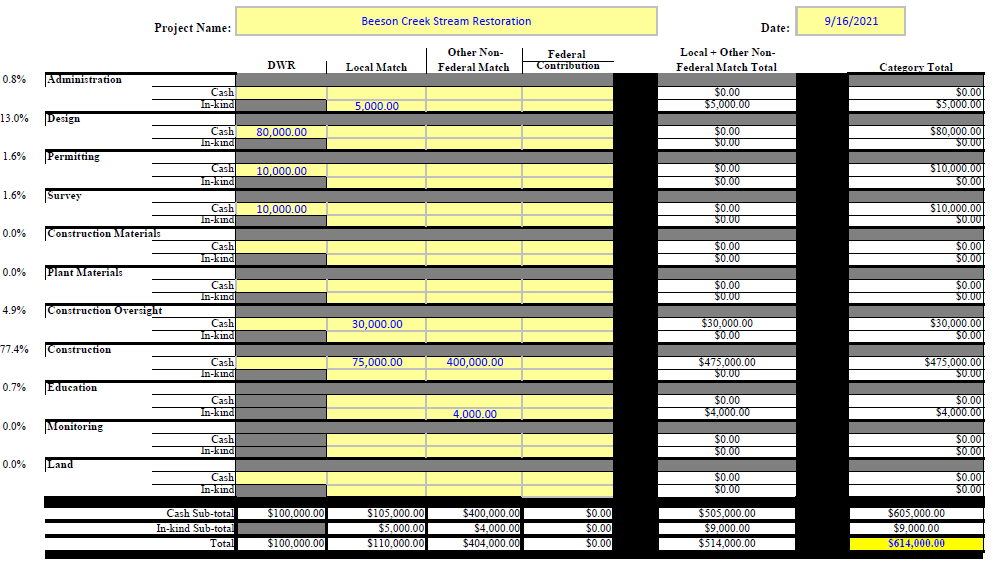 Project Name: Beeson Creek Stream Restoration Date: 9/16/2021
DWR Local Match Other Non-Federal Match Federal Contribution Local + Other Non-Federal Match Total Category Total
0.8% Administration
Cash $0.00 $0.00
In-kind 5,000.00 $5,000.00 $5,000.00
13.0% Design
Cash 80,000.00 $0.00 $80,000.00
In-kind $0.00 $0.00
1.6% Permitting
Cash 10,000.00 $0.00 $10,000.00
In-kind $0.00 $0.00
1.6% Survey
Cash 10,000.00 $0.00 $10,000.00
In-kind $0.00 $0.00
0.0% Construction Materials
Cash $0.00 $0.00
In-kind $0.00 $0.00
0.0% Plant Materials
Cash $0.00 $0.00
In-kind $0.00 $0.00
4.9% Construction Oversight
Cash 30,000.00 $30,000.00 $30,000.00
In-kind $0.00 $0.00
77.4% Construction
Cash 75,000.00 400,000.00 $475,000.00 $475,000.00
In-kind $0.00 $0.00
0.7% Education
Cash $0.00 $0.00
In-kind 4,000.00 $4,000.00 $4,000.00
0.0% Monitoring
Cash $0.00 $0.00
In-kind $0.00 $0.00
0.0% Land
Cash $0.00 $0.00
In-kind $0.00 $0.00
Cash Sub-total $100,000.00 $105,000.00 $400,000.00 $0.00 $505,000.00 $605,000.00
In-kind Sub-total $5,000.00 $4,000.00 $0.00 $9,000.00 $9,000.00
Total $100,000.00 $110,000.00 $404,000.00 $0.00 $514,000.00 $614,000.00